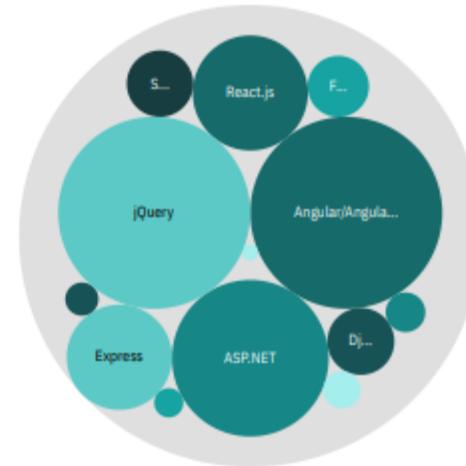 S...
React.js
F...
jQuery
Angular/Angula...
Dj...
Express
ASP.NET